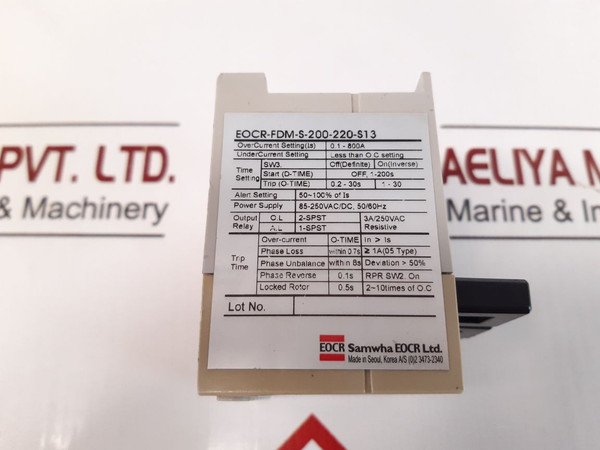 EOCR-FDM-S-200-220-S13
OverCurrent Setting(Is) 0.1 - 800A
UnderCurrent Setting Less than O.C setting
Time Setting SW3. Off(Definite) On(Inverse)
Start (D-TIME) OFF, 1-200s
Trip (O-TIME) 0.2 - 30s 1 - 30
Alert Setting 50~100% of Is
Power Supply 85-250VAC/DC, 50/60Hz
Output Relay O.L 2-SPST 3A/250VAC
A.L 1-SPST Resistive
Trip Time Over-current O-TIME In > Is
Phase Loss within 0.7s ≥ 1A(05 Type)
Phase Unbalance within 8s Deviation > 50%
Phase Reverse 0.1s RPR SW2. On
Locked Rotor 0.5s 2~10times of O.C
Lot No.
EOCR Samwha EOCR Ltd.
Made in Seoul, Korea A/S (0)2 3473-2340
PVT. LTD.
& Machinery
AELIYA M
Marine & In